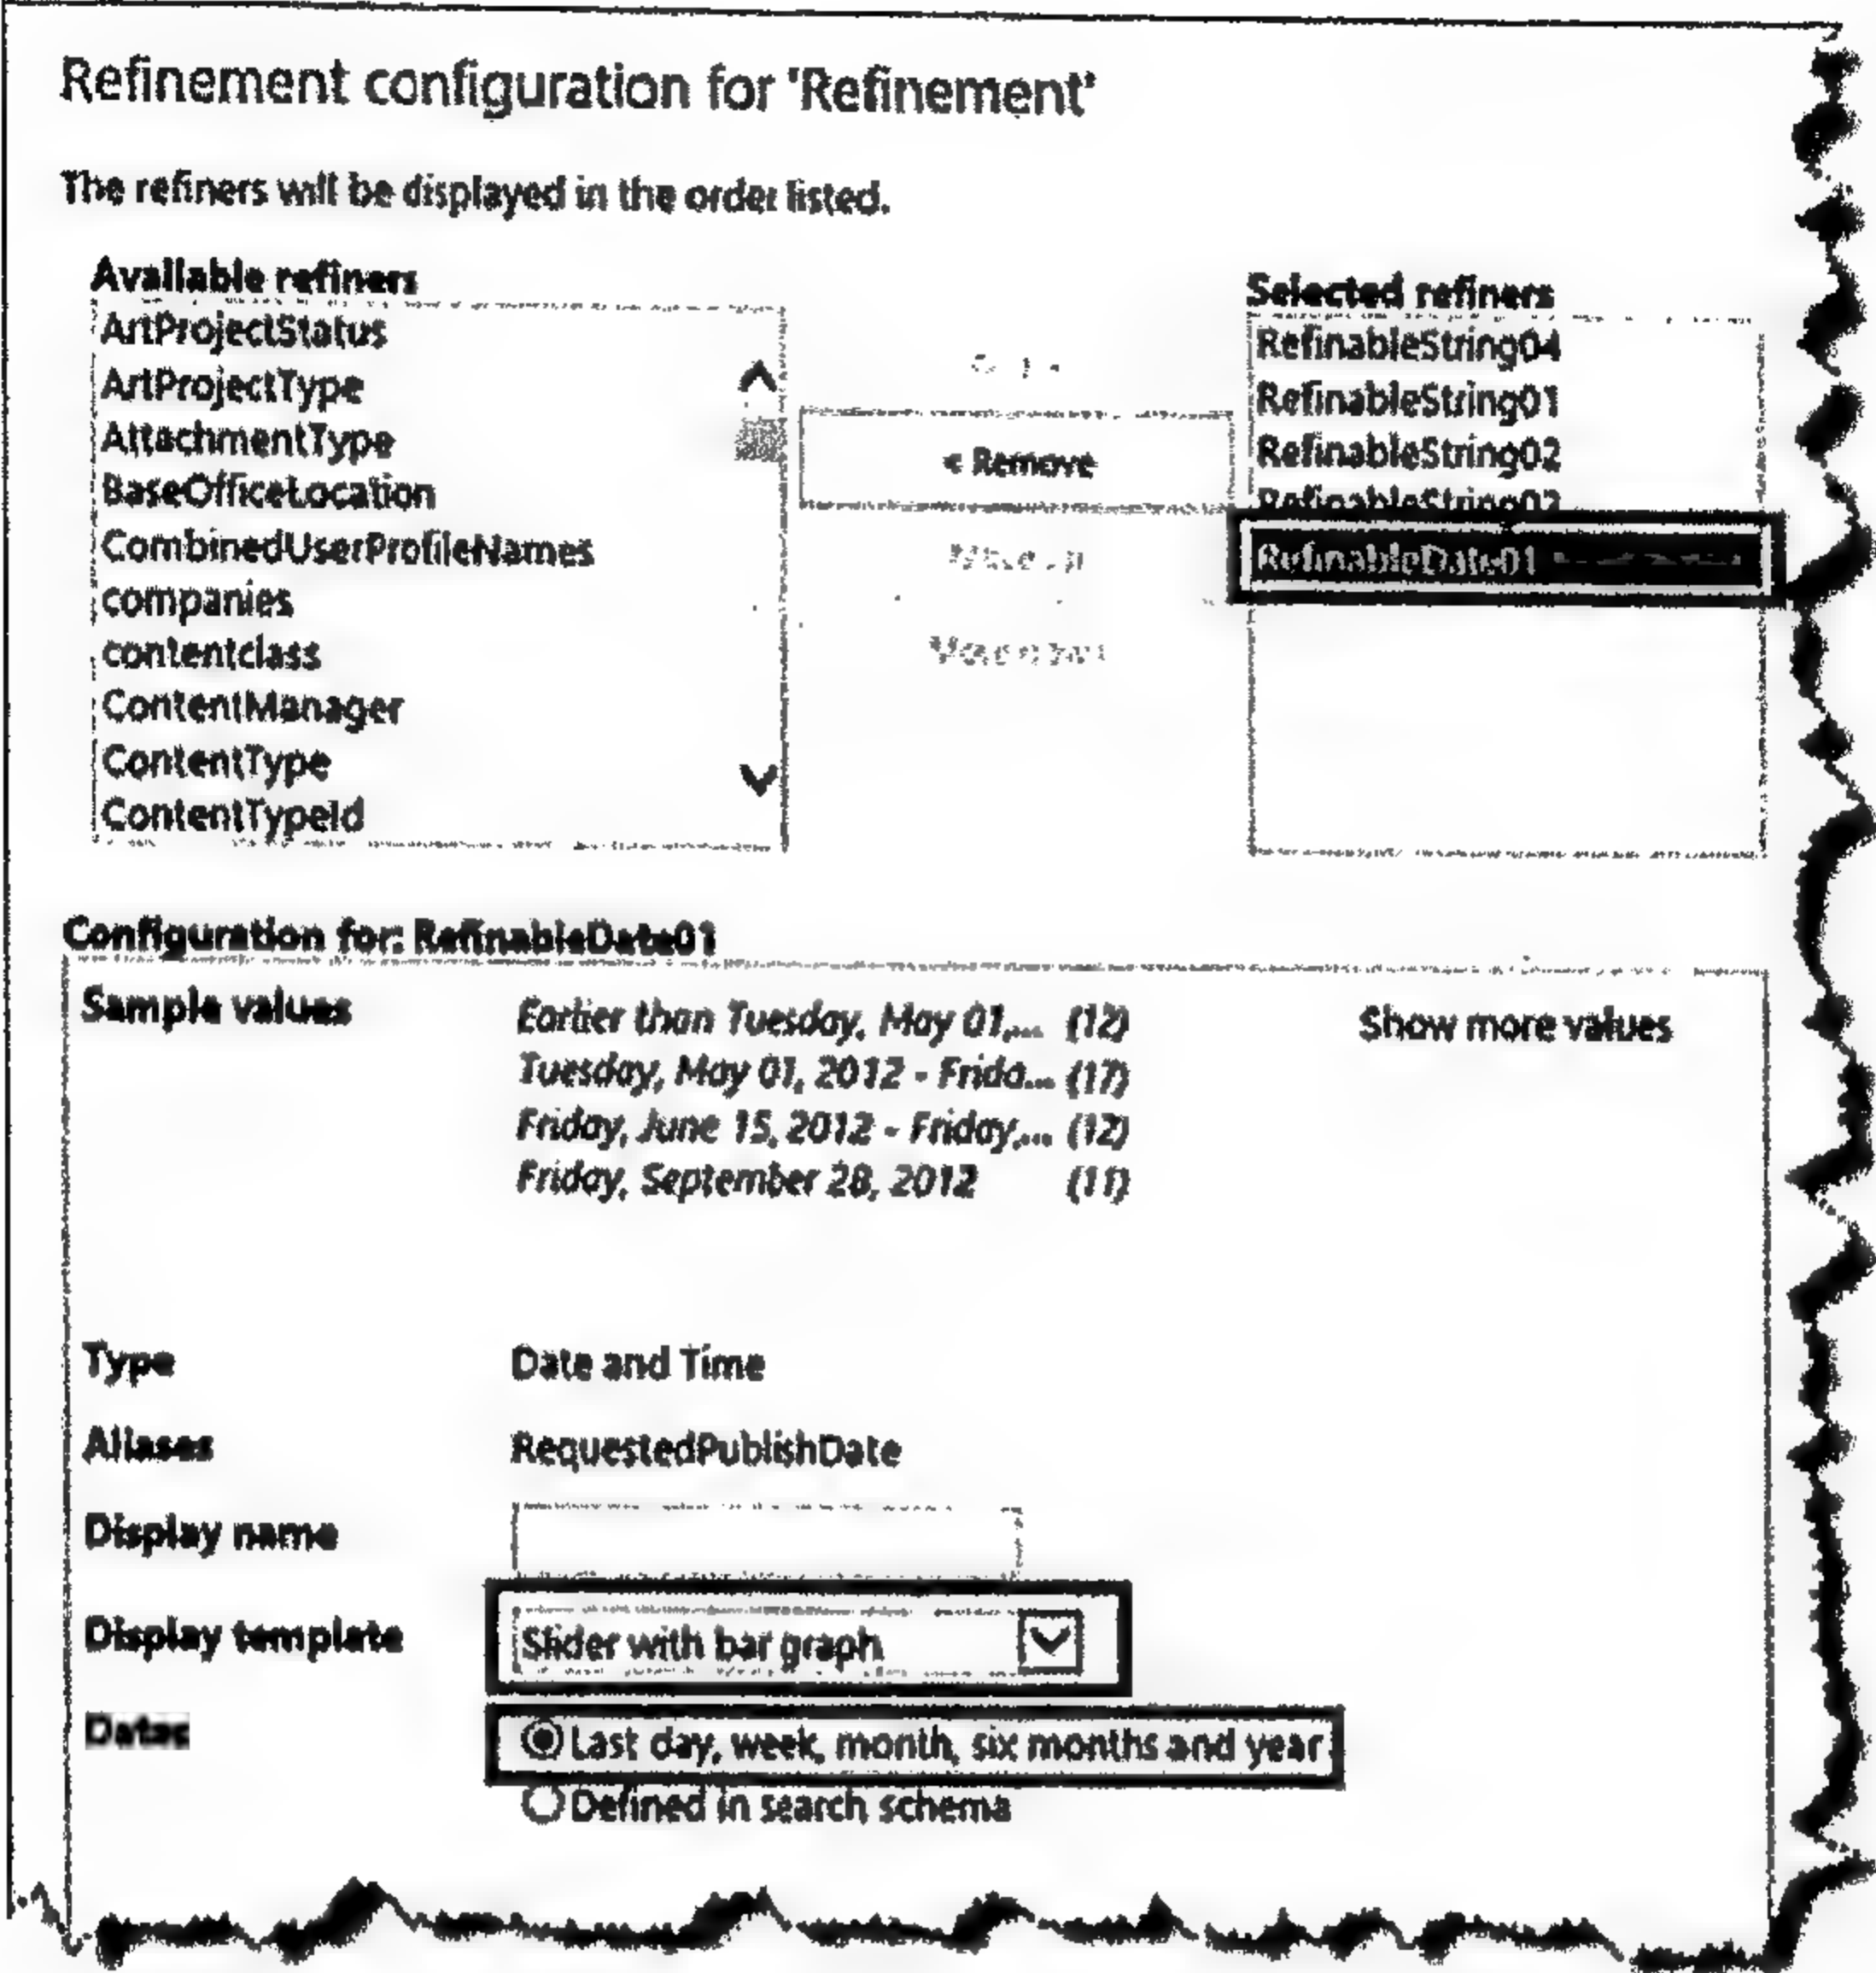 Refinement configuration for 'Refinement'
The refiners will be displayed in the order listed.
Available refiners
ArtProjectStatus
ArtProjectType
AttachmentType
BaseOfficeLocation
CombinedUserProfileNames
companies
contentclass
ContentManager
ContentType
ContentTypeId
< Remove
Selected refiners
RefinableString04
RefinableString01
RefinableString02
RefinableDate01
Configuration for: RefinableDate01
Sample values
Earlier than Tuesday, May 01,... (12)
Tuesday, May 01, 2012 - Frida... (17)
Friday, June 15, 2012 - Friday,... (12)
Friday, September 28, 2012 (11)
Show more values
Type Date and Time
Aliases RequestedPublishDate
Display name
Display template Slider with bar graph
Dates Last day, week, month, six months and year
Defined in search schema